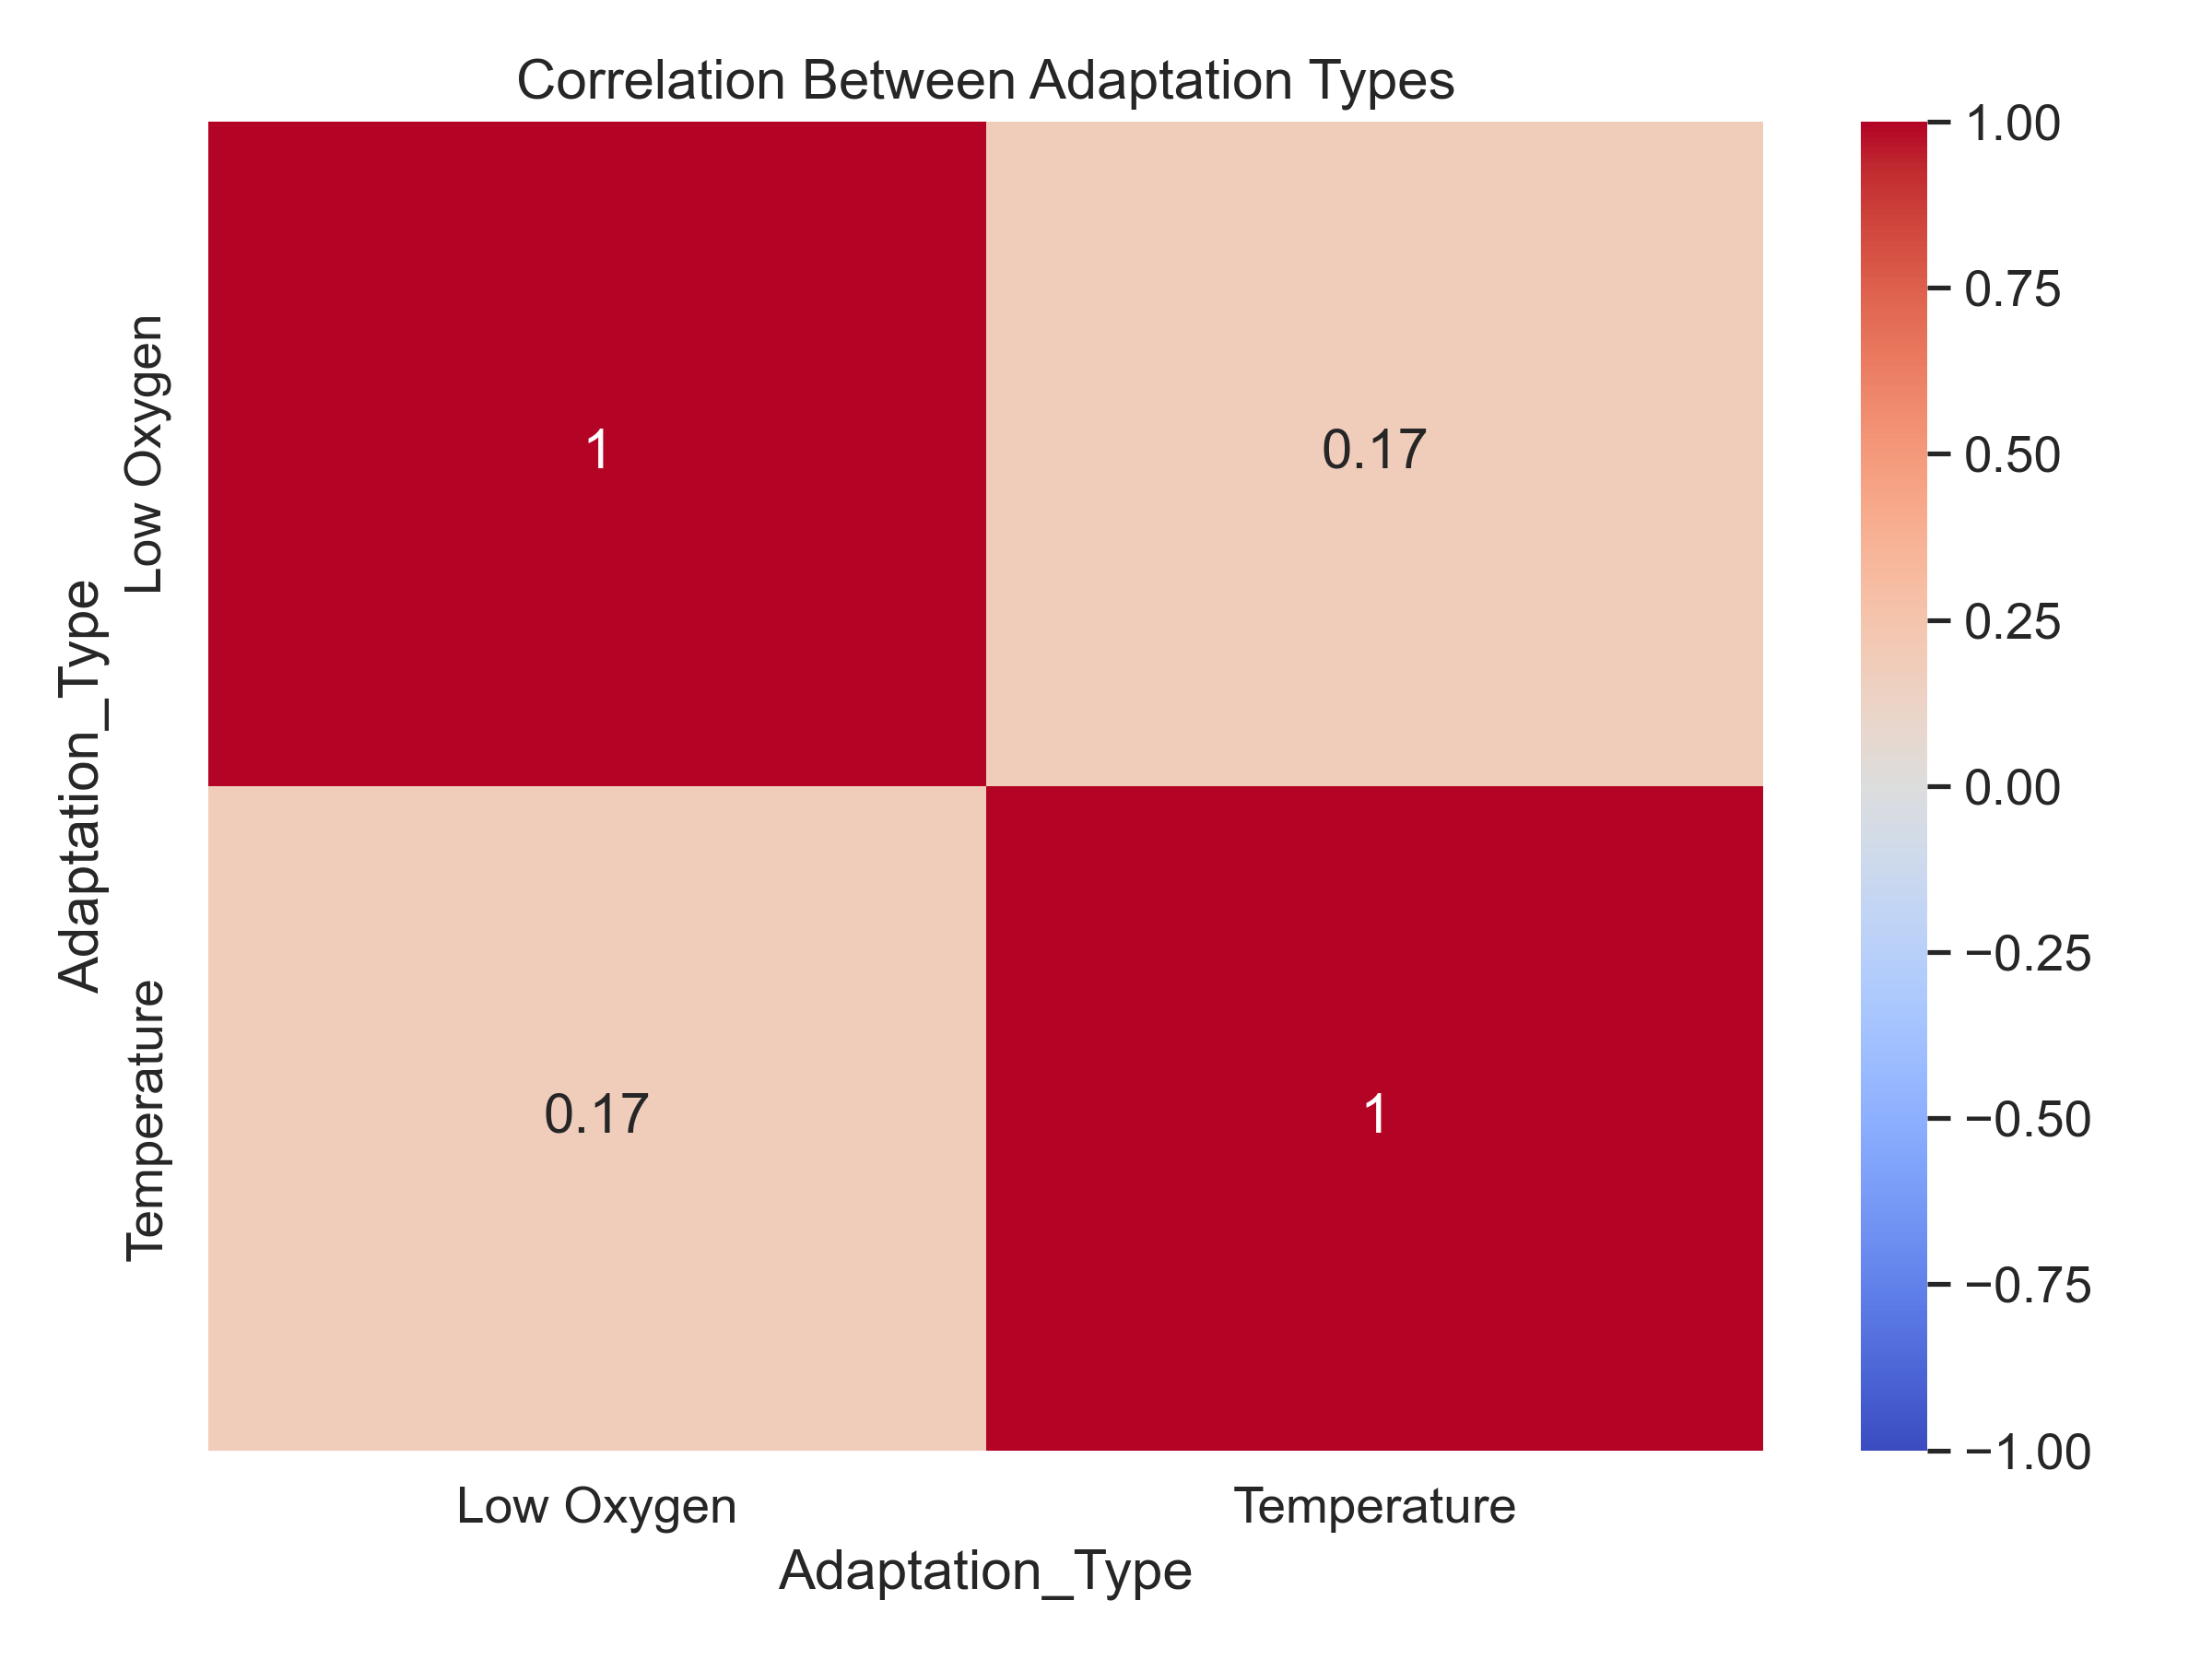 Correlation Between Adaptation Types
Adaptation_Type
Low Oxygen
Temperature
1
0.17
0.17
1
Low Oxygen
Temperature
Adaptation_Type
1.00
0.75
0.50
0.25
0.00
−0.25
−0.50
−0.75
−1.00